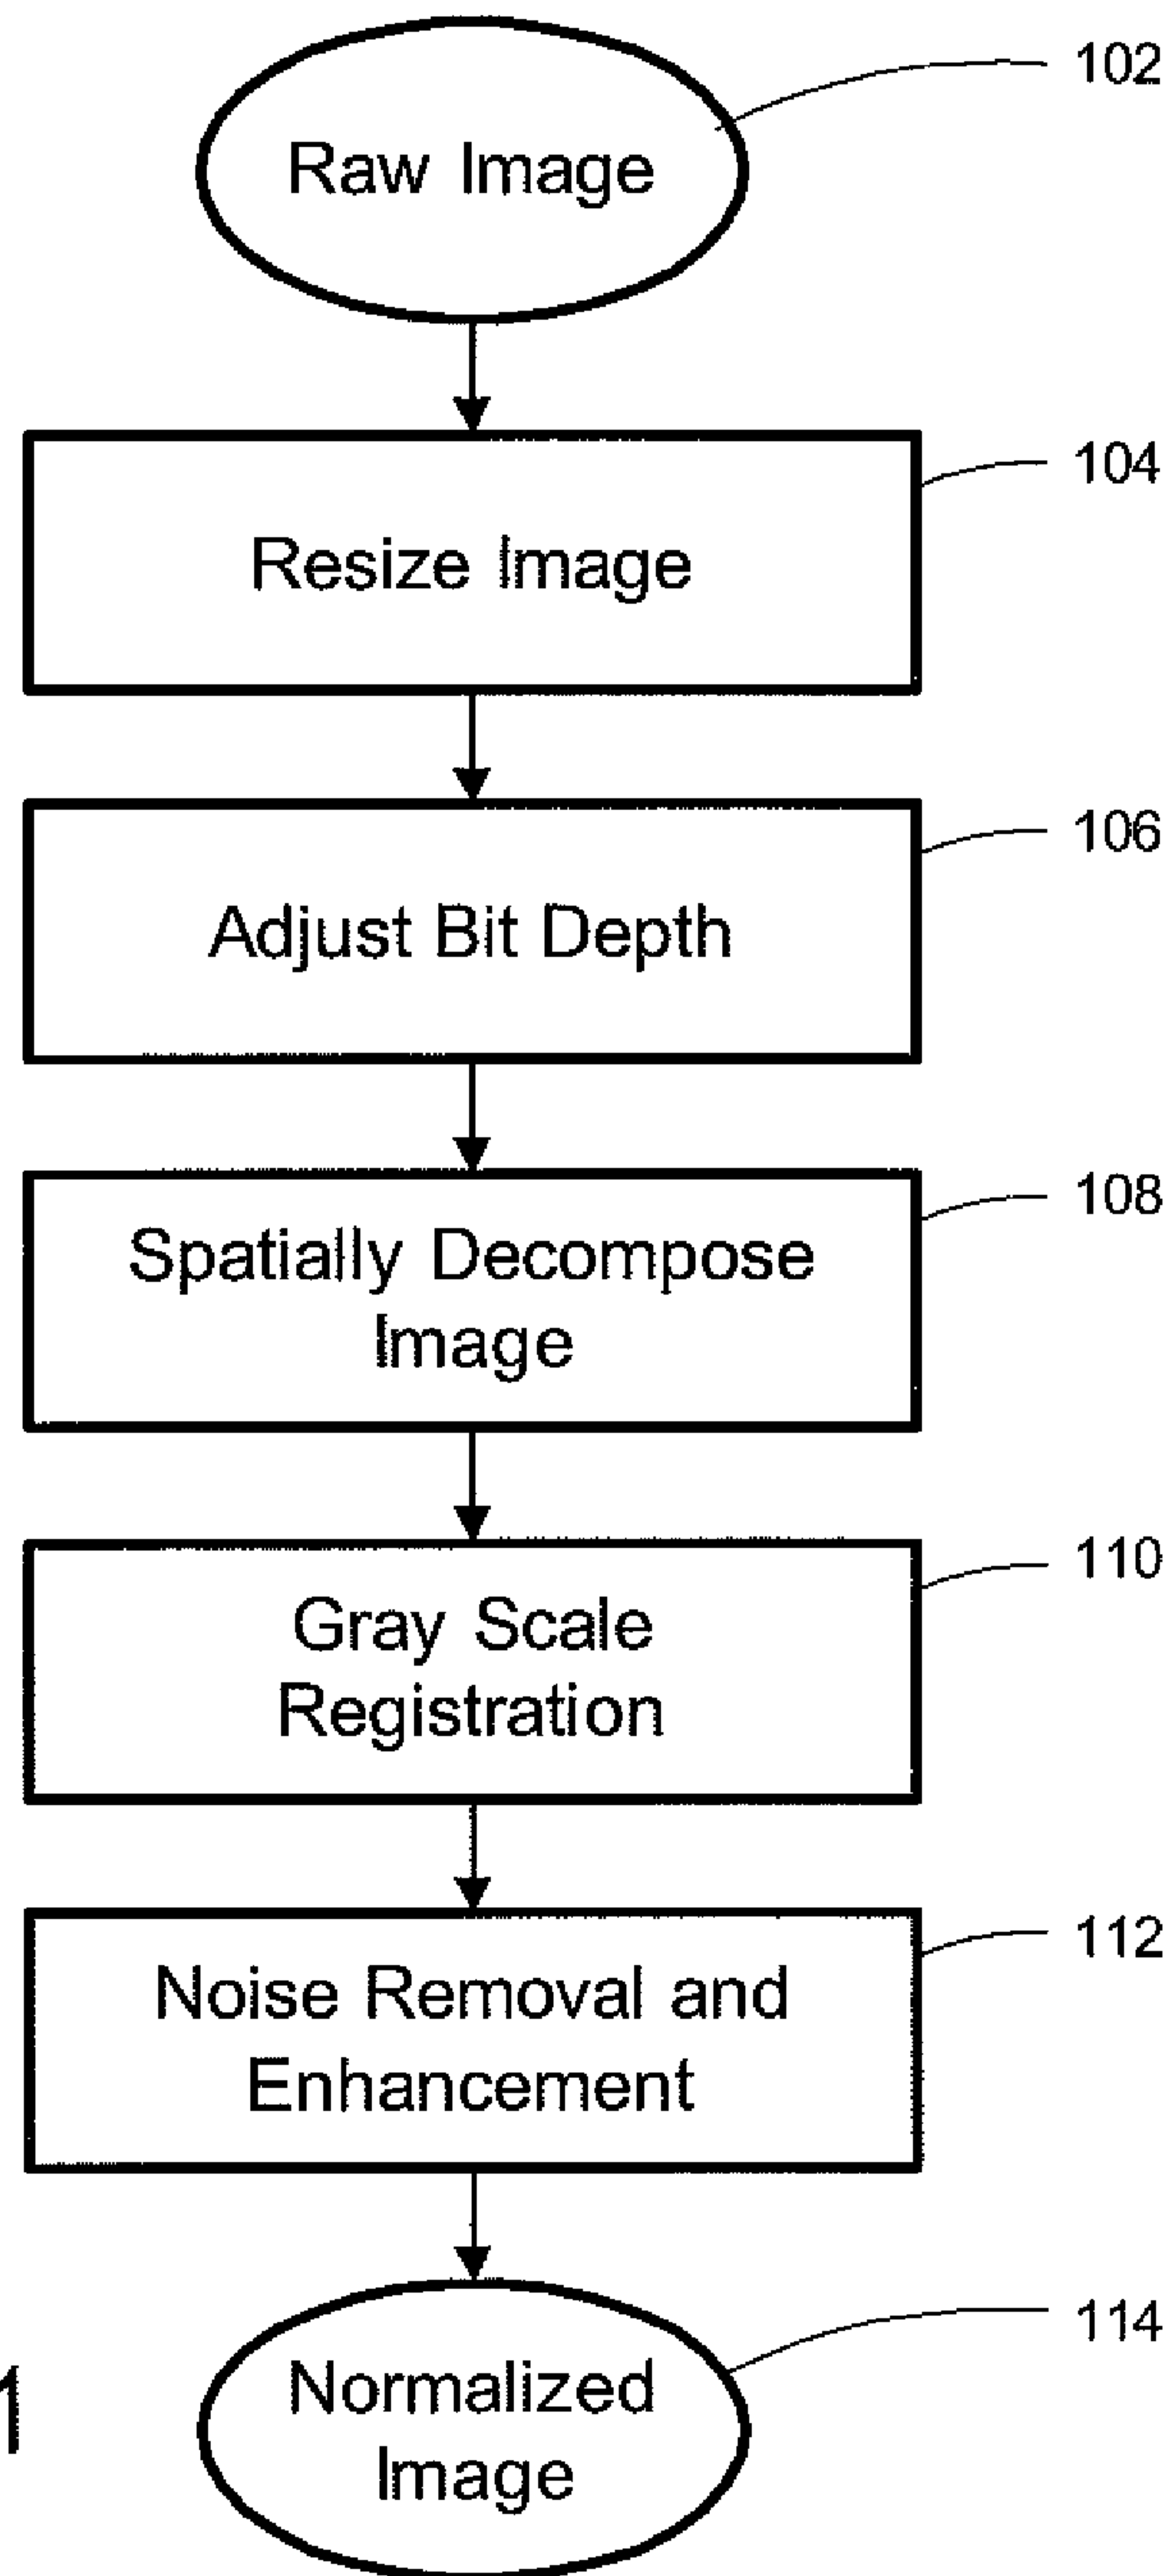 Raw Image
102
Resize Image
104
Adjust Bit Depth
106
Spatially Decompose
Image
108
Gray Scale
Registration
110
Noise Removal and
Enhancement
112
Normalized
Image
114
1